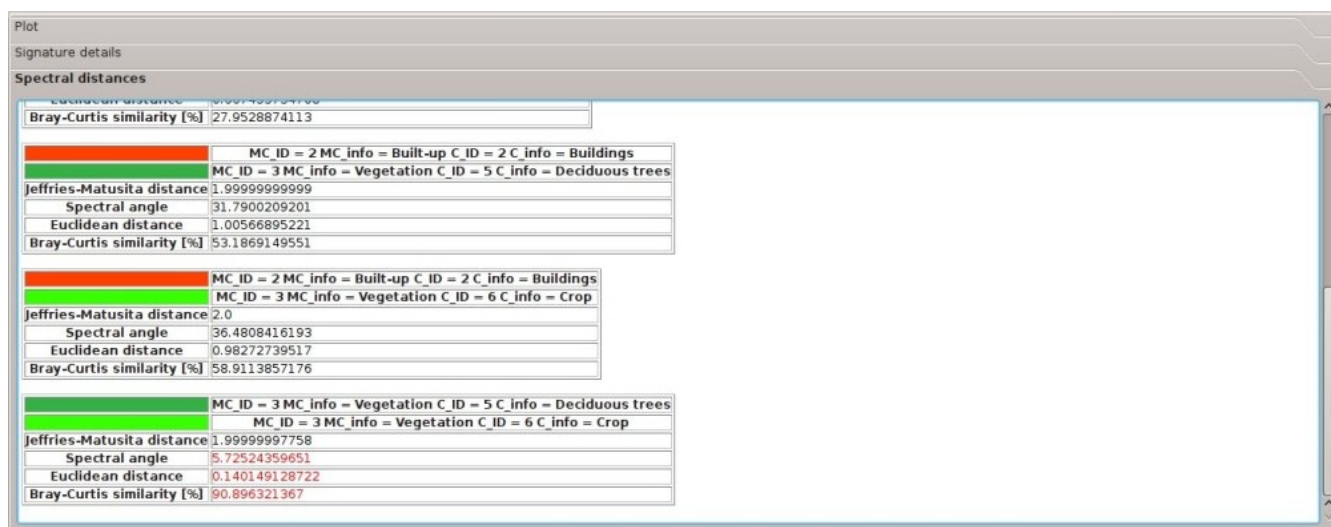 Plot
Signature details
Spectral distances
Euclidean distance
Bray-Curtis similarity [%] 27.9528874113
MC_ID = 2 MC_info = Built-up C_ID = 2 C_info = Buildings
MC_ID = 3 MC_info = Vegetation C_ID = 5 C_info = Deciduous trees
Jeffries-Matusita distance 1.99999999999
Spectral angle 31.7900209201
Euclidean distance 1.00566895221
Bray-Curtis similarity [%] 53.1869149551
MC_ID = 2 MC_info = Built-up C_ID = 2 C_info = Buildings
MC_ID = 3 MC_info = Vegetation C_ID = 6 C_info = Crop
Jeffries-Matusita distance 2.0
Spectral angle 36.4808416193
Euclidean distance 0.98272739517
Bray-Curtis similarity [%] 58.9113857176
MC_ID = 3 MC_info = Vegetation C_ID = 5 C_info = Deciduous trees
MC_ID = 3 MC_info = Vegetation C_ID = 6 C_info = Crop
Jeffries-Matusita distance 1.99999997758
Spectral angle 5.72524359651
Euclidean distance 0.140149128722
Bray-Curtis similarity [%] 90.896321367